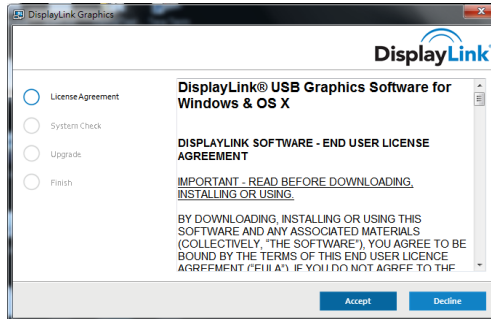 DisplayLink Graphics
DisplayLink
License Agreement
System Check
Upgrade
Finish
DisplayLink® USB Graphics Software for
Windows & OS X
DISPLAYLINK SOFTWARE - END USER LICENSE
AGREEMENT
IMPORTANT - READ BEFORE DOWNLOADING,
INSTALLING OR USING.
BY DOWNLOADING, INSTALLING OR USING THIS
SOFTWARE AND ANY ASSOCIATED MATERIALS
(COLLECTIVELY, "THE SOFTWARE"), YOU AGREE TO BE
BOUND BY THE TERMS OF THIS END USER LICENCE
AGREEMENT ("EULA"). IF YOU DO NOT AGREE TO THE
Accept
Decline